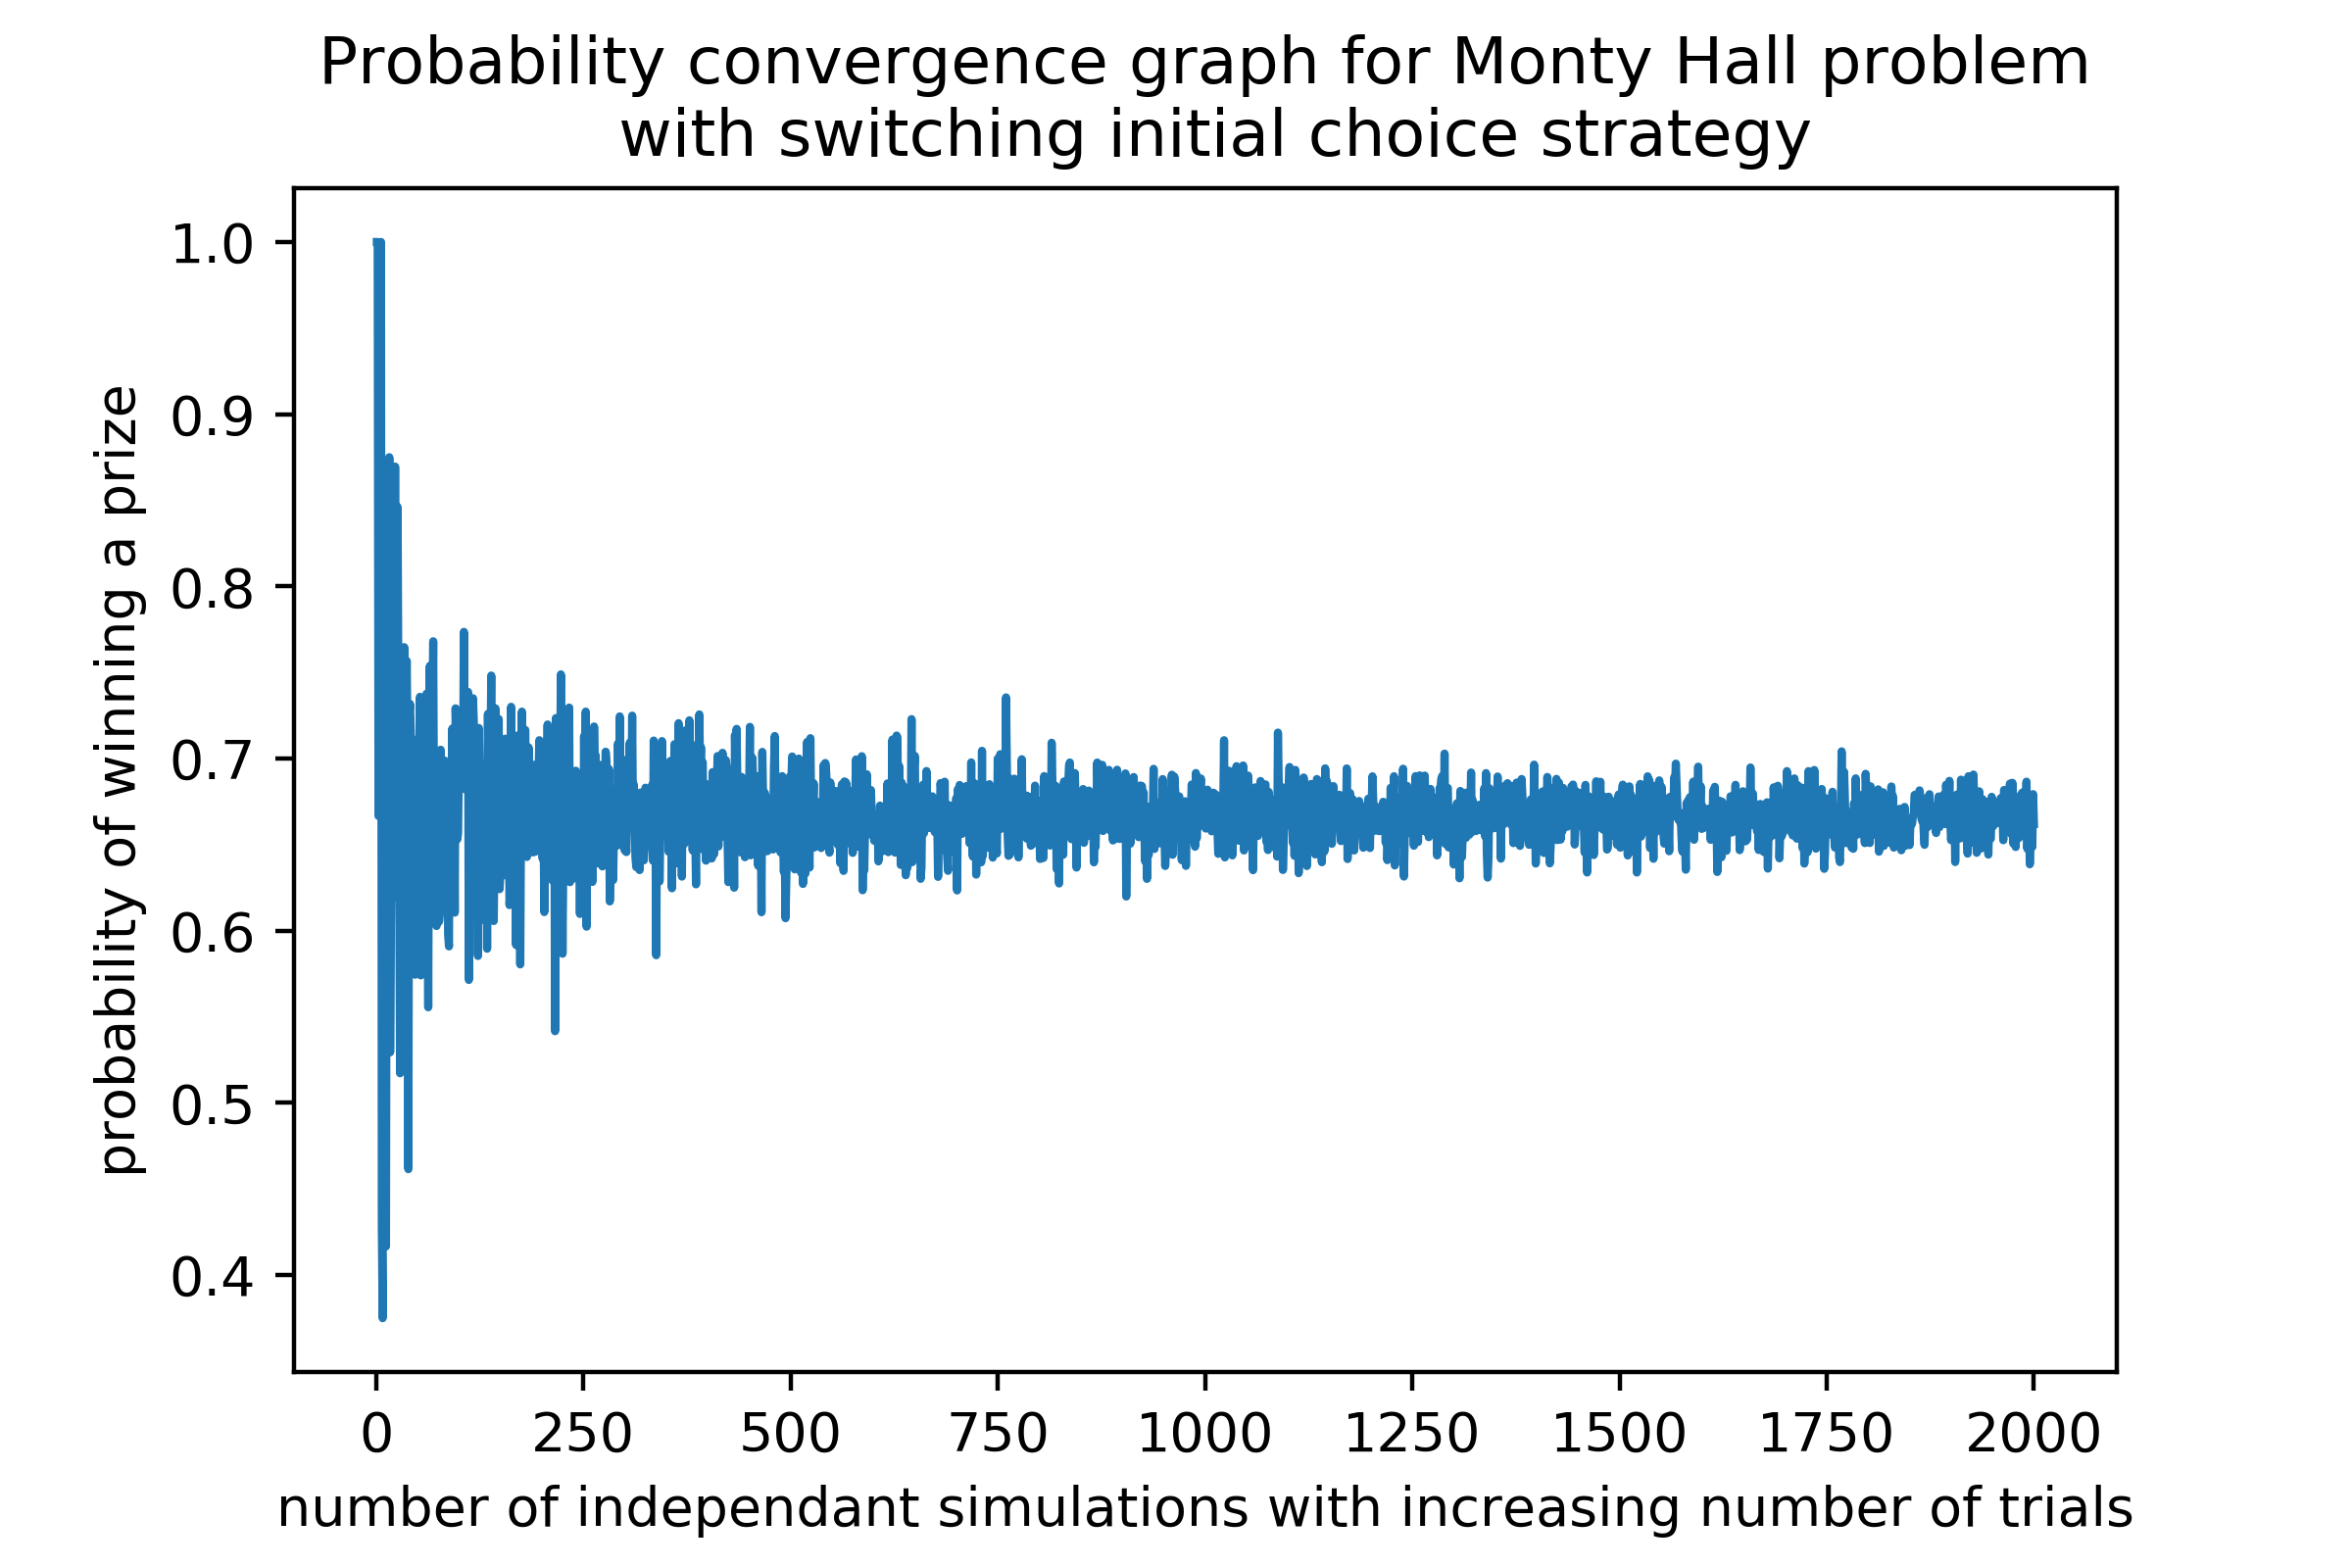 Probability convergence graph for Monty Hall problem
with switching initial choice strategy
probability of winning a prize
1.0
0.9
0.8
0.7
0.6
0.5
0.4
0 250 500 750 1000 1250 1500 1750 2000
number of independant simulations with increasing number of trials